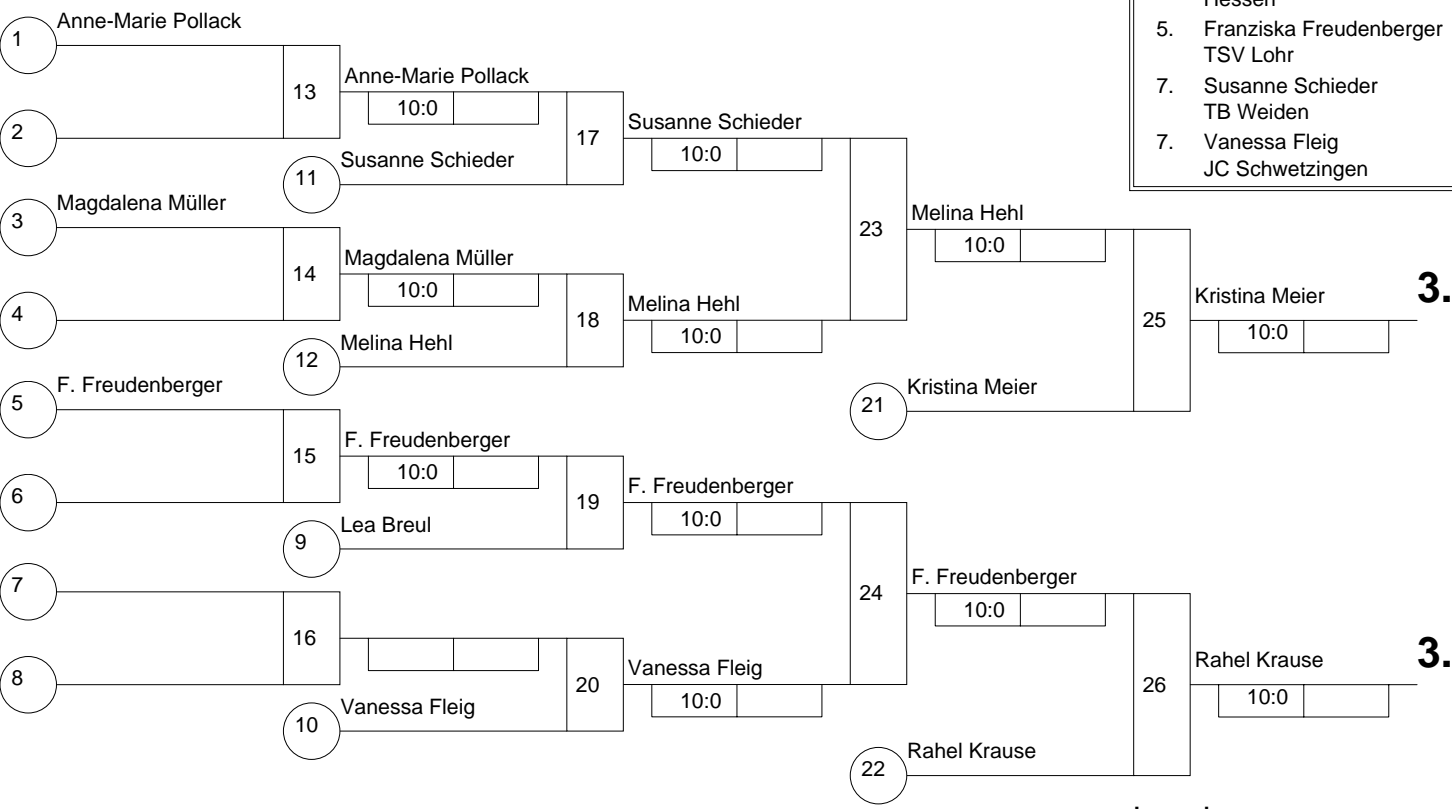 Hessen
5. Franziska Freudenberger
TSV Lohr
7. Susanne Schieder
TB Weiden
7. Vanessa Fleig
JC Schwetzingen
1 Anne-Marie Pollack
2
13
Anne-Marie Pollack
10:0
11 Susanne Schieder
17
Susanne Schieder
10:0
3 Magdalena Müller
4
14
Magdalena Müller
10:0
12 Melina Hehl
18
Melina Hehl
10:0
23
Melina Hehl
10:0
21 Kristina Meier
25
Kristina Meier
10:0
3.
5 F. Freudenberger
6
15
F. Freudenberger
10:0
9 Lea Breul
19
F. Freudenberger
10:0
7
8
16
10 Vanessa Fleig
20
Vanessa Fleig
10:0
24
F. Freudenberger
10:0
22 Rahel Krause
26
Rahel Krause
10:0
3.